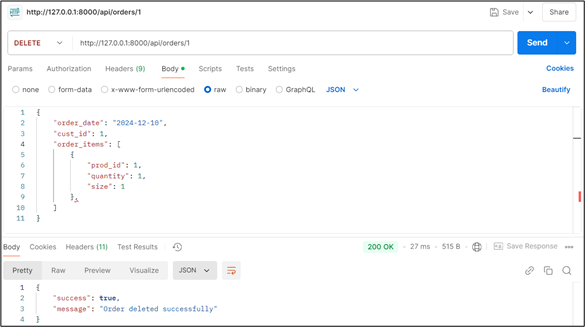 http://127.0.0.1:8000/api/orders/1
Save
Share
DELETE
http://127.0.0.1:8000/api/orders/1
Send
Params Authorization Headers (9) Body Scripts Tests Settings Cookies
none form-data x-www-form-urlencoded raw binary GraphQL JSON Beautify
1 {
2 "order_date": "2024-12-10",
3 "cust_id": 1,
4 "order_items": [
5 {
6 "prod_id": 1,
7 "quantity": 1,
8 "size": 1
9 },
10 ]
11 }
Body Cookies Headers (11) Test Results 200 OK 27 ms 515 B Save Response
Pretty Raw Preview Visualize JSON
1 {
2 "success": true,
3 "message": "Order deleted successfully"
4 }